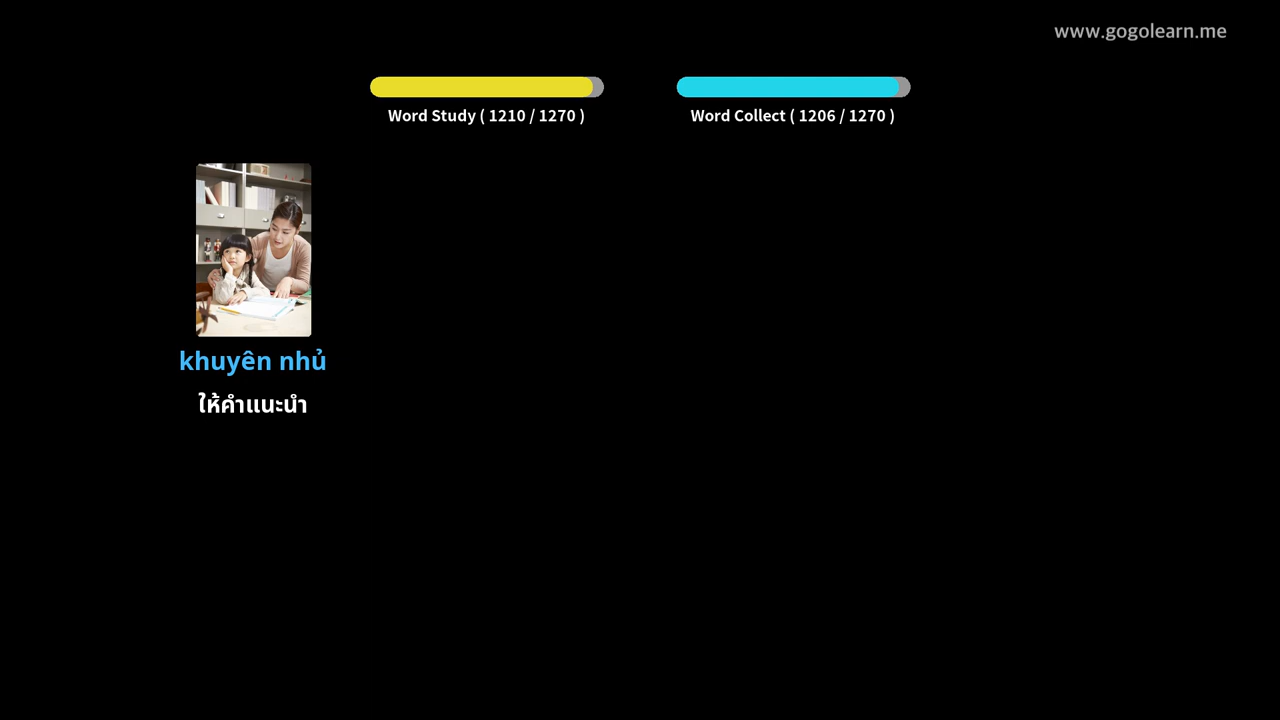 www.gogolearn.me
Word Study ( 1210 / 1270 )
Word Collect ( 1206 / 1270 )
khuyên nhủ
ให้คำแนะนำ